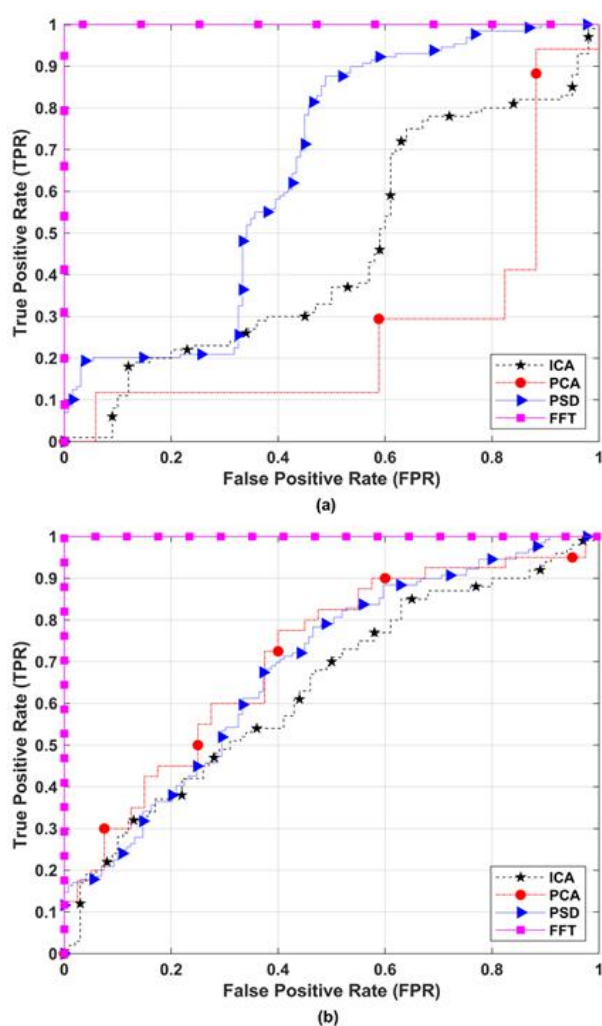 1
0.9
0.8
0.7
0.6
0.5
0.4
0.3
0.2
0.1
0
True Positive Rate (TPR)
ICA
PCA
PSD
FFT
0 0.2 0.4 0.6 0.8 1
False Positive Rate (FPR)
(a)
1
0.9
0.8
0.7
0.6
0.5
0.4
0.3
0.2
0.1
0
True Positive Rate (TPR)
ICA
PCA
PSD
FFT
0 0.2 0.4 0.6 0.8 1
False Positive Rate (FPR)
(b)